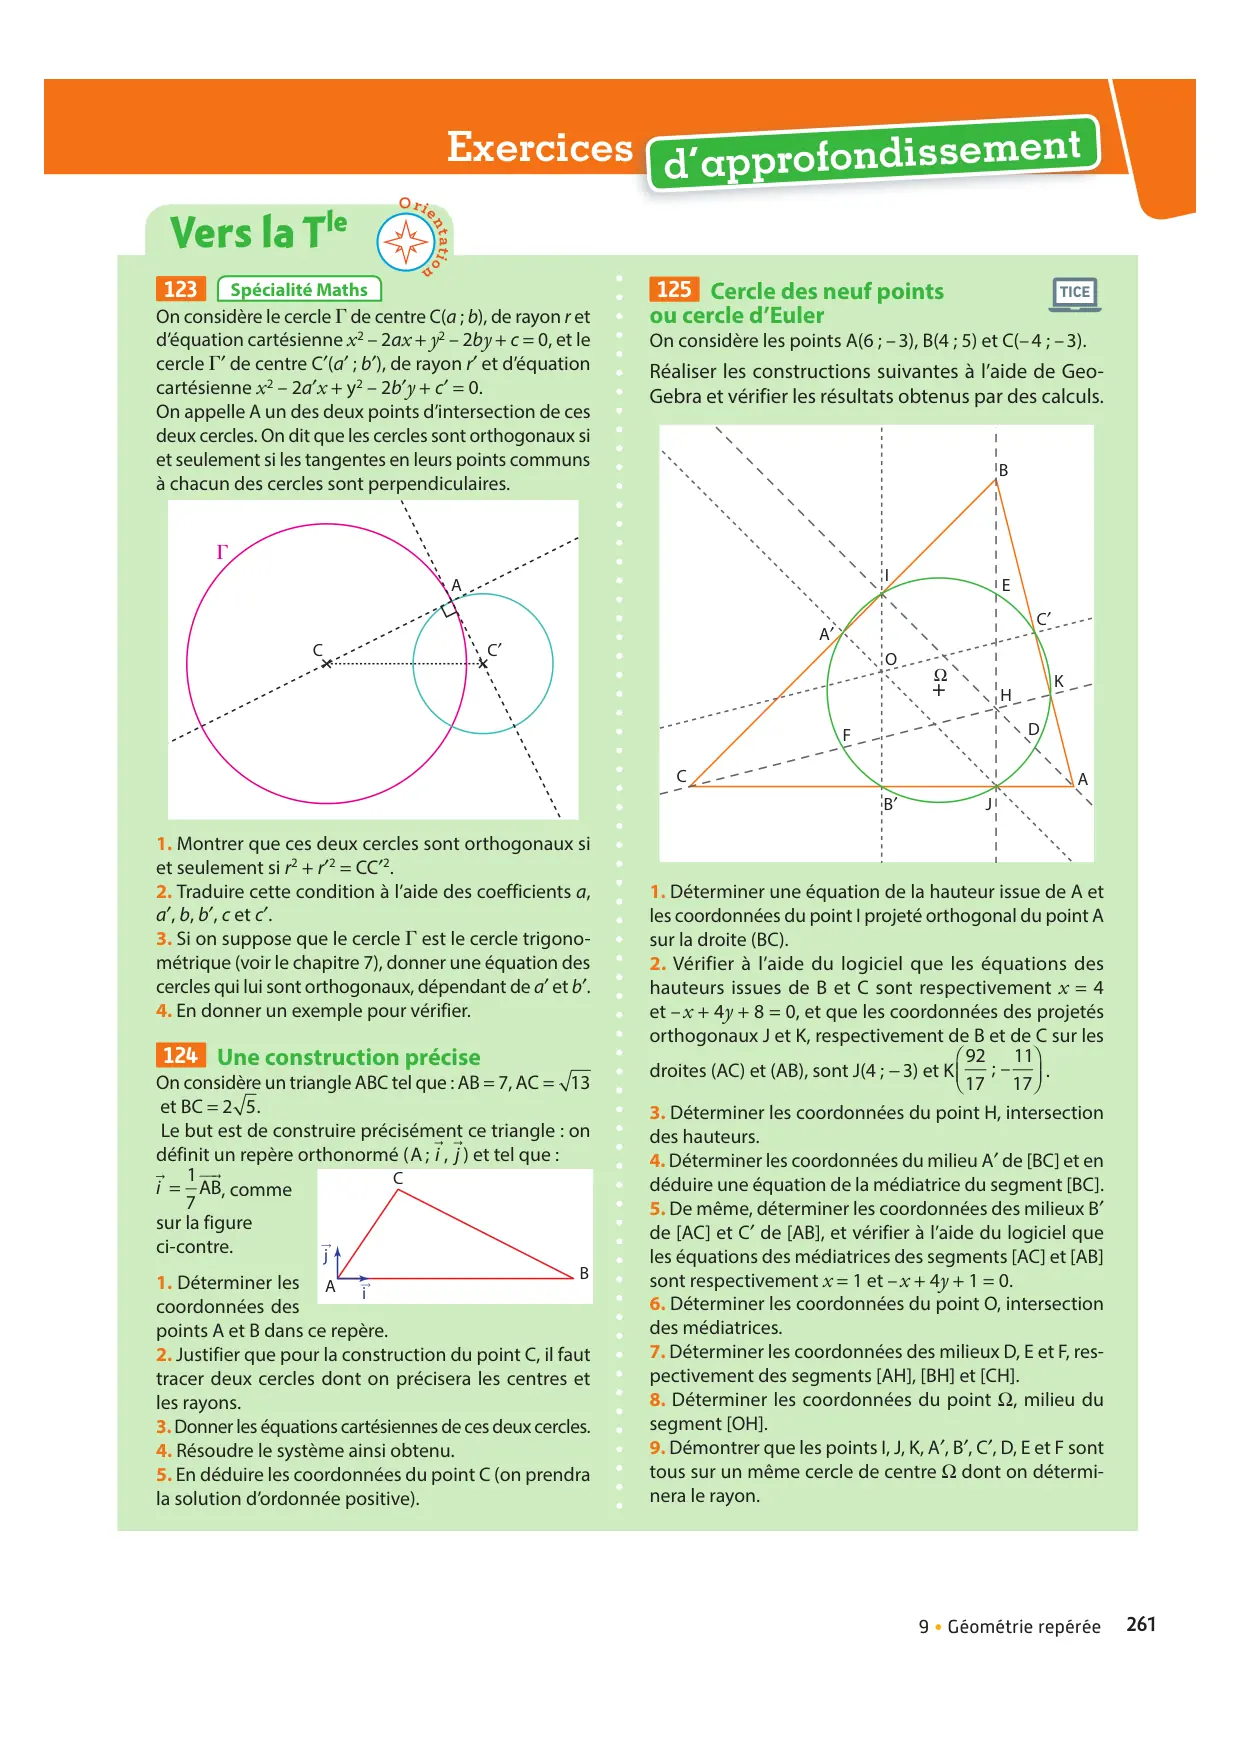 Exercices d'approfondissement
Vers la Tle
Orientation
123 Spécialité Maths
On considère le cercle Γ de centre C(a ; b), de rayon r et
d'équation cartésienne x² – 2ax + y² – 2by + c = 0, et le
cercle Γ′ de centre C′(a′ ; b′), de rayon r′ et d'équation
cartésienne x² – 2a′x + y² – 2b′y + c′ = 0.
On appelle A un des deux points d'intersection de ces
deux cercles. On dit que les cercles sont orthogonaux si
et seulement si les tangentes en leurs points communs
à chacun des cercles sont perpendiculaires.
Γ
A
C
C′
1. Montrer que ces deux cercles sont orthogonaux si
et seulement si r² + r′² = CC′².
2. Traduire cette condition à l'aide des coefficients a,
a′, b, b′, c et c′.
3. Si on suppose que le cercle Γ est le cercle trigono-
métrique (voir le chapitre 7), donner une équation des
cercles qui lui sont orthogonaux, dépendant de a′ et b′.
4. En donner un exemple pour vérifier.
124 Une construction précise
On considère un triangle ABC tel que : AB = 7, AC = √13
et BC = 2√5.
Le but est de construire précisément ce triangle : on
définit un repère orthonormé (A ; i⃗ , j⃗ ) et tel que :
i⃗ = 1/7 AB⃗, comme
sur la figure
ci-contre.
C
j⃗
A
i⃗
B
1. Déterminer les
coordonnées des
points A et B dans ce repère.
2. Justifier que pour la construction du point C, il faut
tracer deux cercles dont on précisera les centres et
les rayons.
3. Donner les équations cartésiennes de ces deux cercles.
4. Résoudre le système ainsi obtenu.
5. En déduire les coordonnées du point C (on prendra
la solution d'ordonnée positive).
125 Cercle des neuf points
ou cercle d'Euler
TICE
On considère les points A(6 ; – 3), B(4 ; 5) et C(– 4 ; – 3).
Réaliser les constructions suivantes à l'aide de Geo-
Gebra et vérifier les résultats obtenus par des calculs.
B
I
E
C′
A′
O
Ω
K
H
F
D
C
A
B′
J
1. Déterminer une équation de la hauteur issue de A et
les coordonnées du point I projeté orthogonal du point A
sur la droite (BC).
2. Vérifier à l'aide du logiciel que les équations des
hauteurs issues de B et C sont respectivement x = 4
et – x + 4y + 8 = 0, et que les coordonnées des projetés
orthogonaux J et K, respectivement de B et de C sur les
droites (AC) et (AB), sont J(4 ; – 3) et K(92/17 ; – 11/17).
3. Déterminer les coordonnées du point H, intersection
des hauteurs.
4. Déterminer les coordonnées du milieu A′ de [BC] et en
déduire une équation de la médiatrice du segment [BC].
5. De même, déterminer les coordonnées des milieux B′
de [AC] et C′ de [AB], et vérifier à l'aide du logiciel que
les équations des médiatrices des segments [AC] et [AB]
sont respectivement x = 1 et – x + 4y + 1 = 0.
6. Déterminer les coordonnées du point O, intersection
des médiatrices.
7. Déterminer les coordonnées des milieux D, E et F, res-
pectivement des segments [AH], [BH] et [CH].
8. Déterminer les coordonnées du point Ω, milieu du
segment [OH].
9. Démontrer que les points I, J, K, A′, B′, C′, D, E et F sont
tous sur un même cercle de centre Ω dont on détermi-
nera le rayon.
9 • Géométrie repérée 261